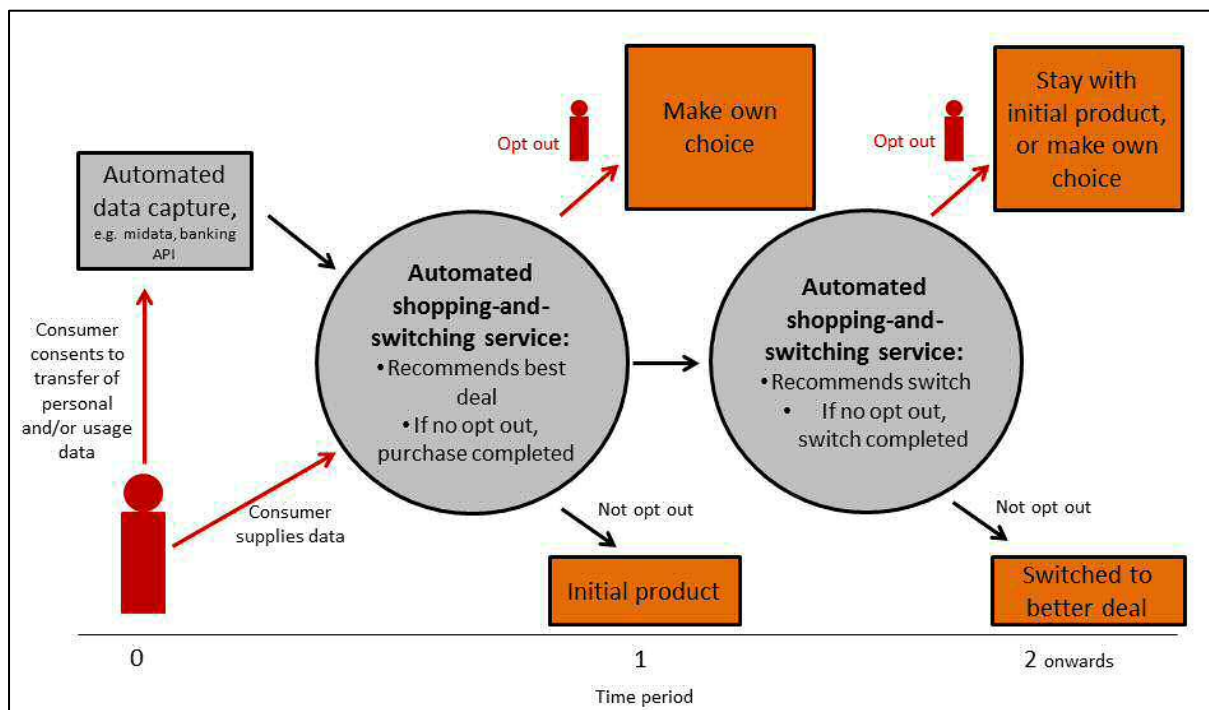 Automated
data capture,
e.g. midata, banking
API
Consumer
consents to
transfer of
personal
and/or usage
data
Consumer
supplies data
Automated
shopping-and-
switching service:
• Recommends best
deal
• If no opt out,
purchase completed
Opt out
Make own
choice
Not opt out
Initial product
Automated
shopping-and-
switching service:
• Recommends switch
• If no opt out,
switch completed
Opt out
Stay with
initial product,
or make own
choice
Not opt out
Switched to
better deal
0
1
2 onwards
Time period